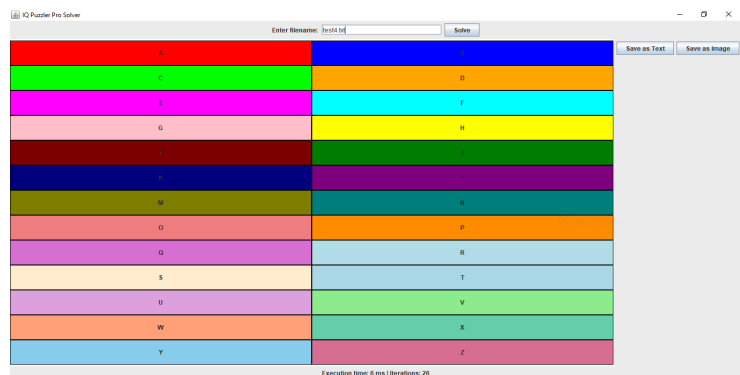 IQ Puzzler Pro Solver
Enter filename: test4.txt Solve
Save as Text Save as Image
A
C D
E F
G H
I J
K
M N
O P
Q R
S T
U V
W X
Y Z
Execution time: 6 ms | Iterations: 26